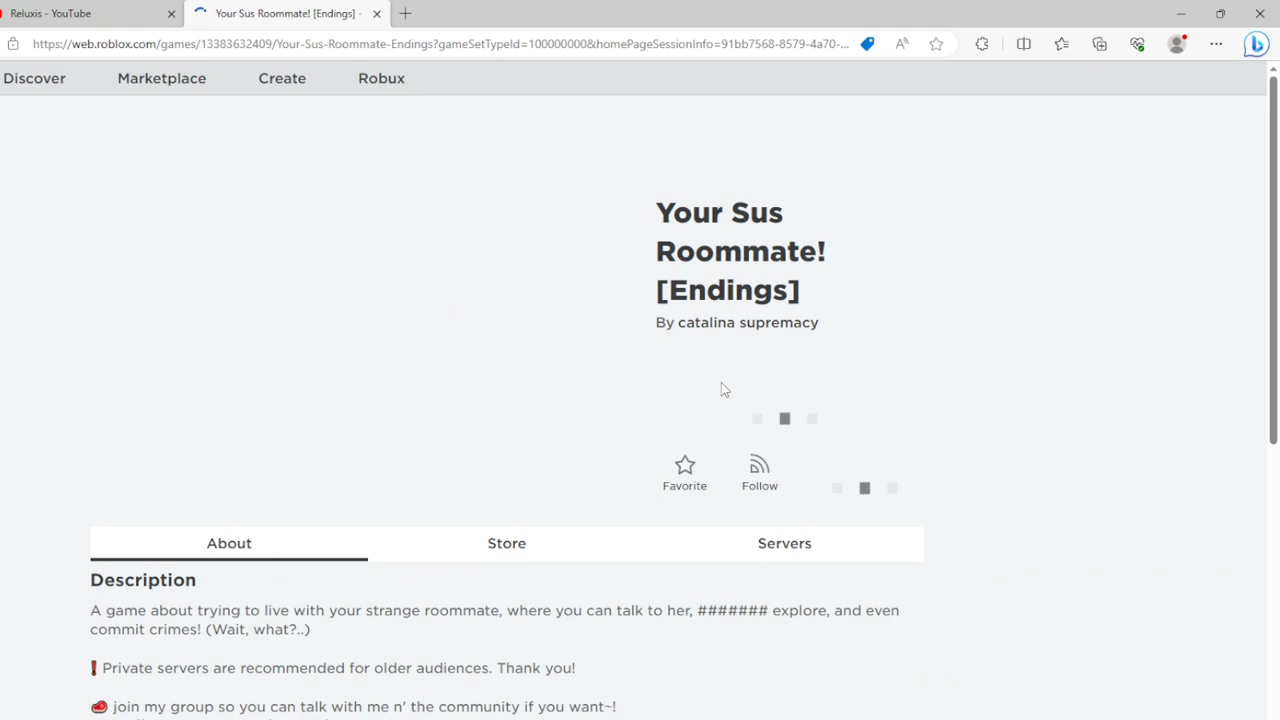 Reluxis - YouTube
Your Sus Roommate! [Endings] -
https://web.roblox.com/games/13383632409/Your-Sus-Roommate-Endings?gameSetTypeId=100000000&homePageSessionInfo=91bb7568-8579-4a70-...
Discover Marketplace Create Robux
Your Sus
Roommate!
[Endings]
By catalina supremacy
Favorite Follow
About Store Servers
Description
A game about trying to live with your strange roommate, where you can talk to her, ####### explore, and even
commit crimes! (Wait, what?..)
❗ Private servers are recommended for older audiences. Thank you!
🥩 join my group so you can talk with me n' the community if you want~!